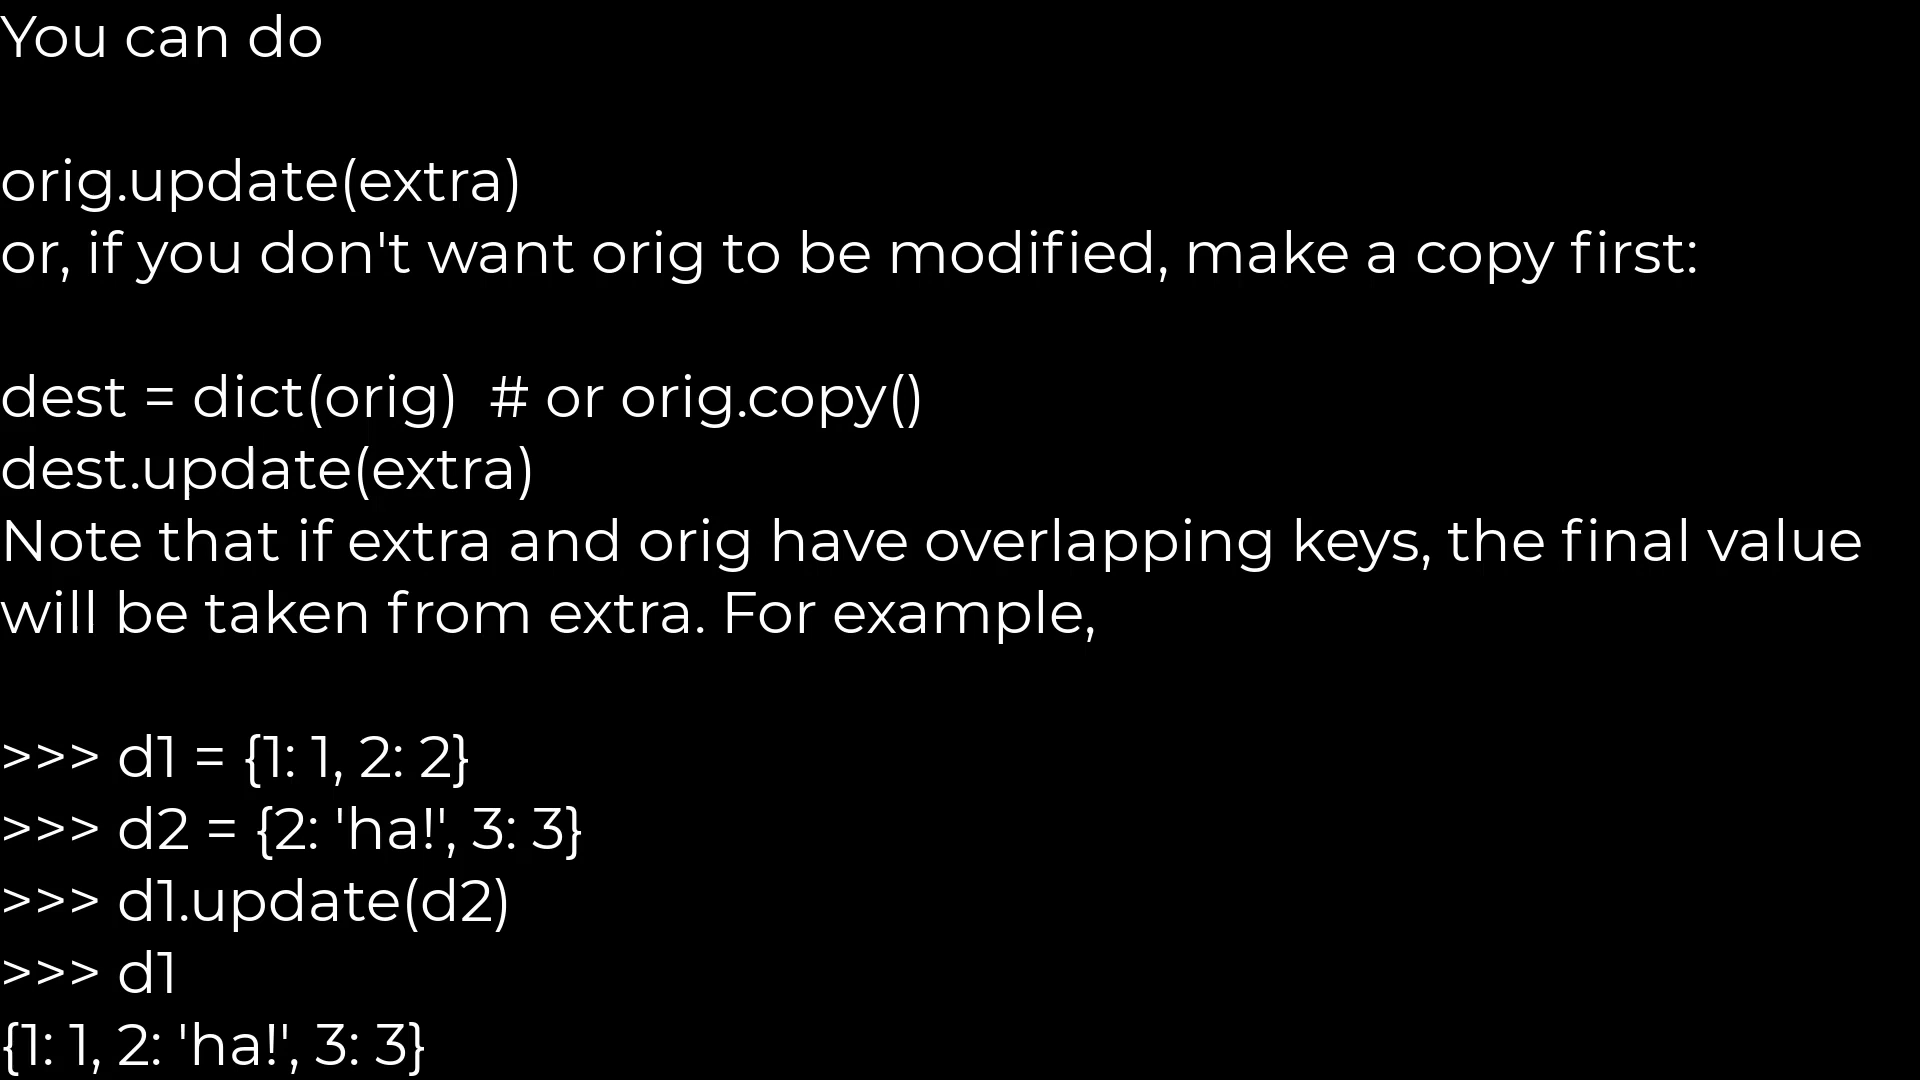 You can do
orig.update(extra)
or, if you don't want orig to be modified, make a copy first:
dest = dict(orig)  # or orig.copy()
dest.update(extra)
Note that if extra and orig have overlapping keys, the final value
will be taken from extra. For example,
>>> d1 = {1: 1, 2: 2}
>>> d2 = {2: 'ha!', 3: 3}
>>> d1.update(d2)
>>> d1
{1: 1, 2: 'ha!', 3: 3}